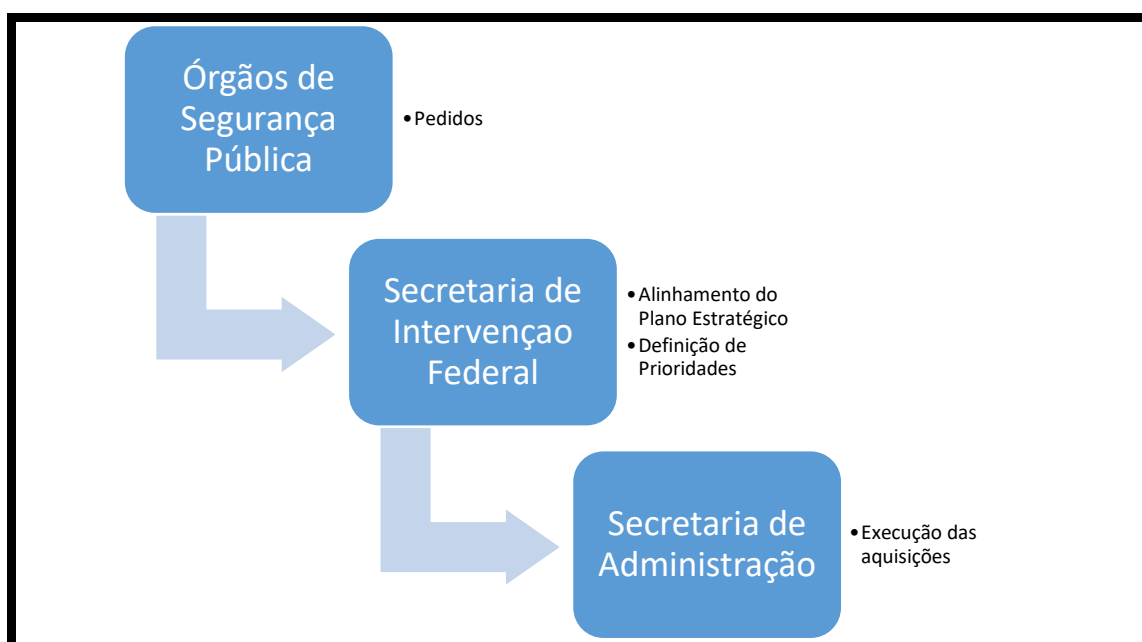 Órgãos de
Segurança
Pública
•Pedidos
Secretaria de
Intervençao
Federal
•Alinhamento do
Plano Estratégico
•Definição de
Prioridades
Secretaria de
Administração
•Execução das
aquisições